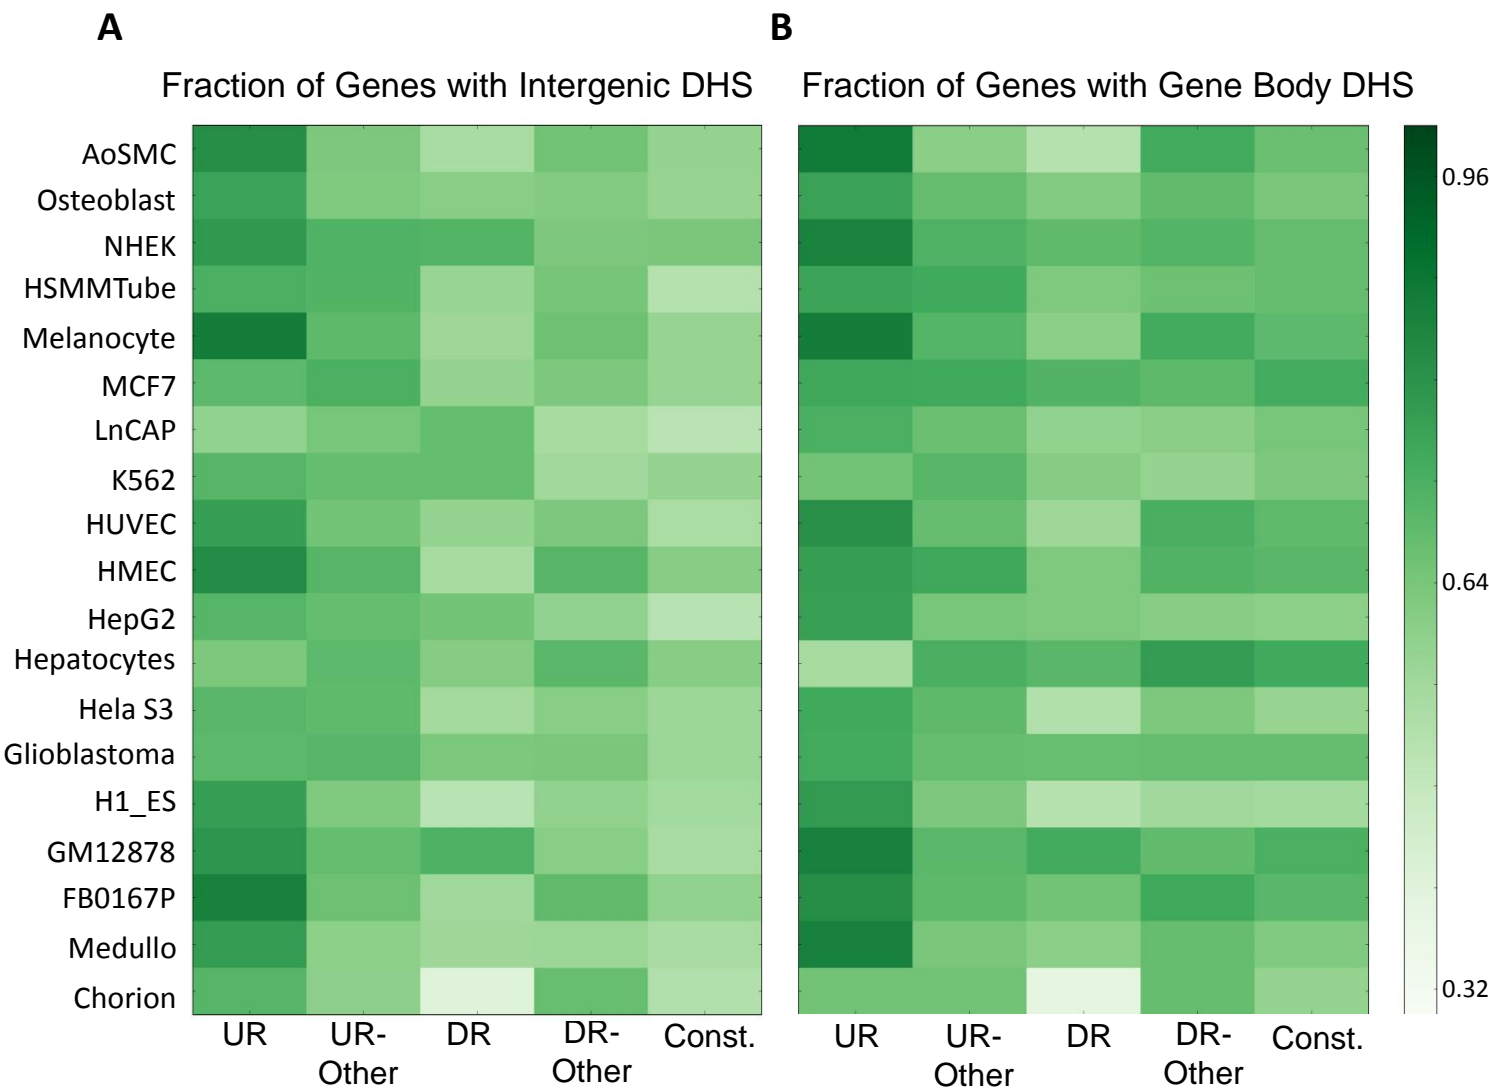 A
B
Fraction of Genes with Intergenic DHS
Fraction of Genes with Gene Body DHS
AoSMC
Osteoblast
NHEK
HSMMTube
Melanocyte
MCF7
LnCAP
K562
HUVEC
HMEC
HepG2
Hepatocytes
Hela S3
Glioblastoma
H1_ES
GM12878
FB0167P
Medullo
Chorion
0.96
0.64
0.32
UR
UR-
Other
DR
DR-
Other
Const.
UR
UR-
Other
DR
DR-
Other
Const.